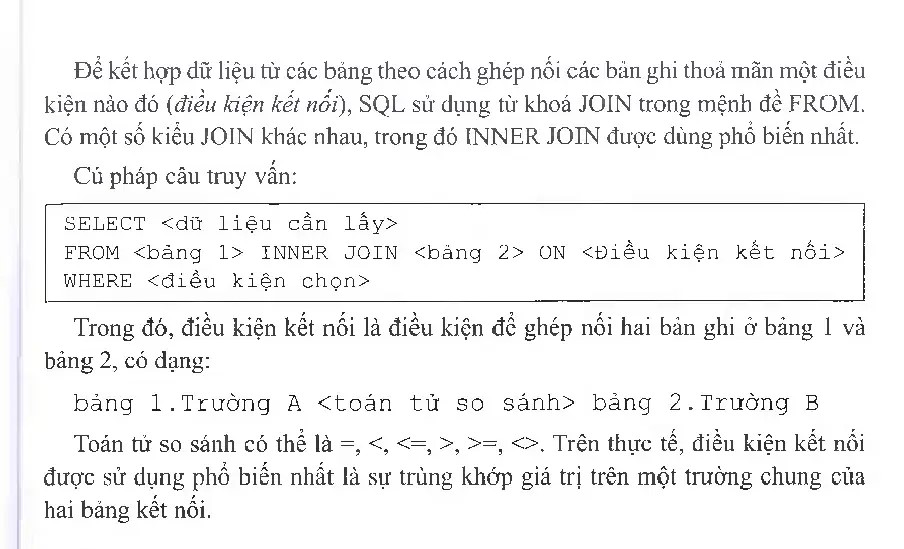 Để kết hợp dữ liệu từ các bảng theo cách ghép nối các bản ghi thoả mãn một điều
kiện nào đó (điều kiện kết nối), SQL sử dụng từ khoá JOIN trong mệnh đề FROM.
Có một số kiểu JOIN khác nhau, trong đó INNER JOIN được dùng phổ biến nhất.
Cú pháp câu truy vấn:
SELECT <dữ liệu cần lấy>
FROM <bảng 1> INNER JOIN <bảng 2> ON <Điều kiện kết nối>
WHERE <điều kiện chọn>
Trong đó, điều kiện kết nối là điều kiện để ghép nối hai bản ghi ở bảng 1 và
bảng 2, có dạng:
bảng 1.Trường A <toán tử so sánh> bảng 2.Trường B
Toán tử so sánh có thể là =, <, <=, >, >=, <>. Trên thực tế, điều kiện kết nối
được sử dụng phổ biến nhất là sự trùng khớp giá trị trên một trường chung của
hai bảng kết nối.